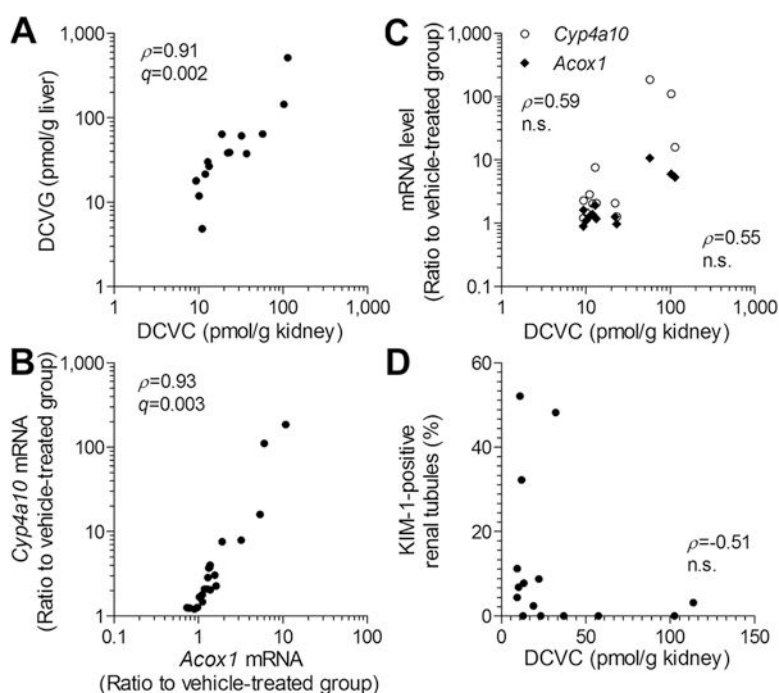 A
ρ=0.91
q=0.002
DCVG (pmol/g liver)
1,000
100
10
1
1 10 100 1,000
DCVC (pmol/g kidney)
B
ρ=0.93
q=0.003
Cyp4a10 mRNA
(Ratio to vehicle-treated group)
1,000
100
10
1
0.1 1 10 100
Acox1 mRNA
(Ratio to vehicle-treated group)
C
Cyp4a10
Acox1
ρ=0.59
n.s.
ρ=0.55
n.s.
mRNA level
(Ratio to vehicle-treated group)
1,000
100
10
1
0.1
1 10 100 1,000
DCVC (pmol/g kidney)
D
ρ=-0.51
n.s.
KIM-1-positive
renal tubules (%)
60
40
20
0
0 50 100 150
DCVC (pmol/g kidney)